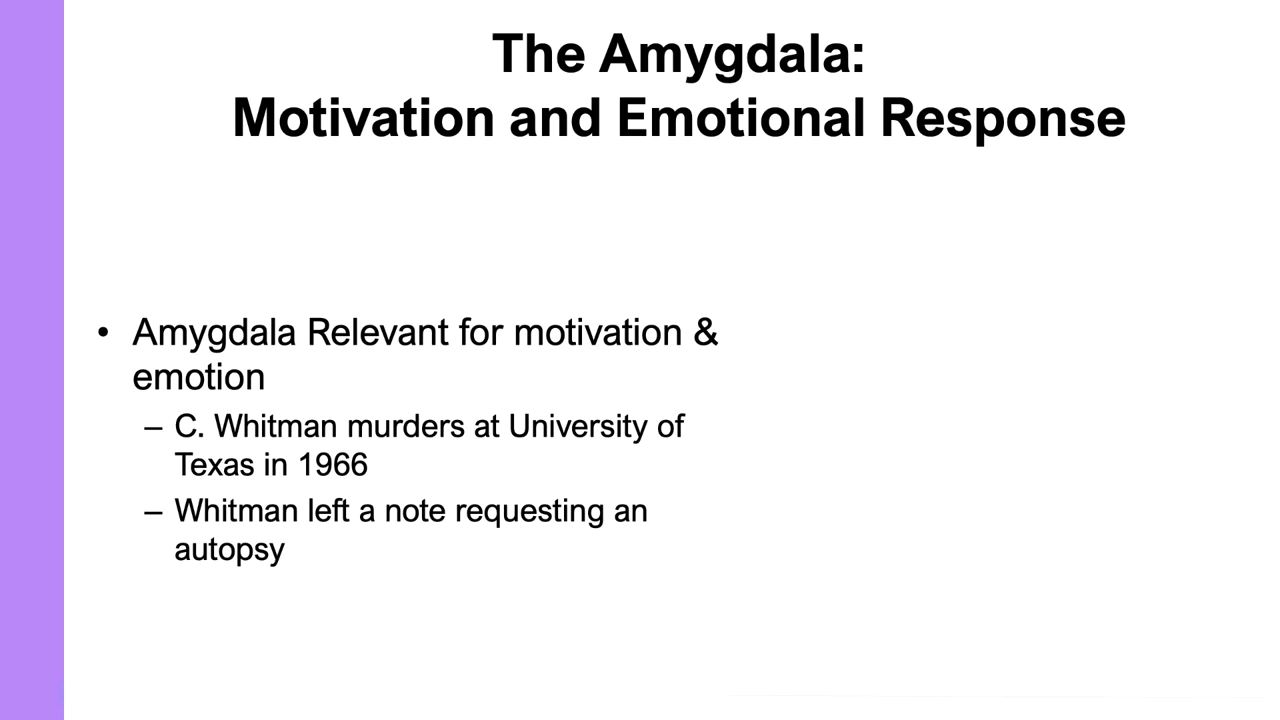 The Amygdala:
Motivation and Emotional Response
• Amygdala Relevant for motivation &
emotion
– C. Whitman murders at University of
Texas in 1966
– Whitman left a note requesting an
autopsy